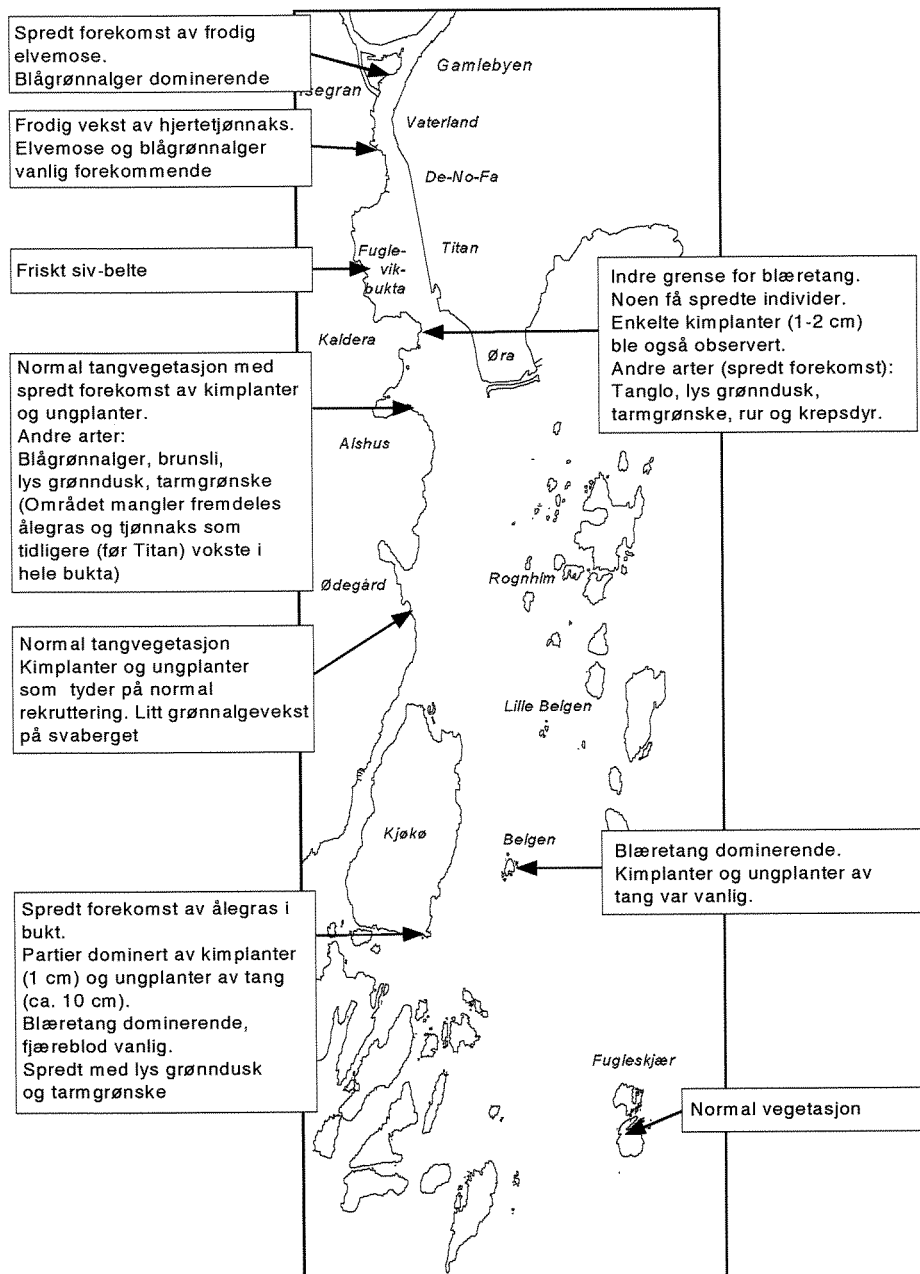 Spredt forekomst av frodig
elvemose.
Blågrønnalger dominerende
Gamlebyen
Frodig vekst av hjertetjønnaks.
Elvemose og blågrønnalger
vanlig forekommende
Vaterland
De-No-Fa
Friskt siv-belte
Fugle-
vik-
bukta
Titan
Indre grense for blæretang.
Noen få spredte individer.
Enkelte kimplanter (1-2 cm)
ble også observert.
Andre arter (spredt forekomst):
Tanglo, lys grønndusk,
tarmgrønske, rur og krepsdyr.
Kaldera
Øra
Normal tangvegetasjon med
spredt forekomst av kimplanter
og ungplanter.
Andre arter:
Blågrønnalger, brunsli,
lys grønndusk, tarmgrønske
(Området mangler fremdeles
ålegras og tjønnaks som
tidligere (før Titan) vokste i
hele bukta)
Alshus
Ødegård
Rognhlm
Normal tangvegetasjon
Kimplanter og ungplanter
som tyder på normal
rekruttering. Litt grønnalgevekst
på svaberget
Lille Belgen
Kjøkø
Belgen
Blæretang dominerende.
Kimplanter og ungplanter av
tang var vanlig.
Spredt forekomst av ålegras i
bukt.
Partier dominert av kimplanter
(1 cm) og ungplanter av tang
(ca. 10 cm).
Blæretang dominerende,
fjæreblod vanlig.
Spredt med lys grønndusk
og tarmgrønske
Fugleskjær
Normal vegetasjon